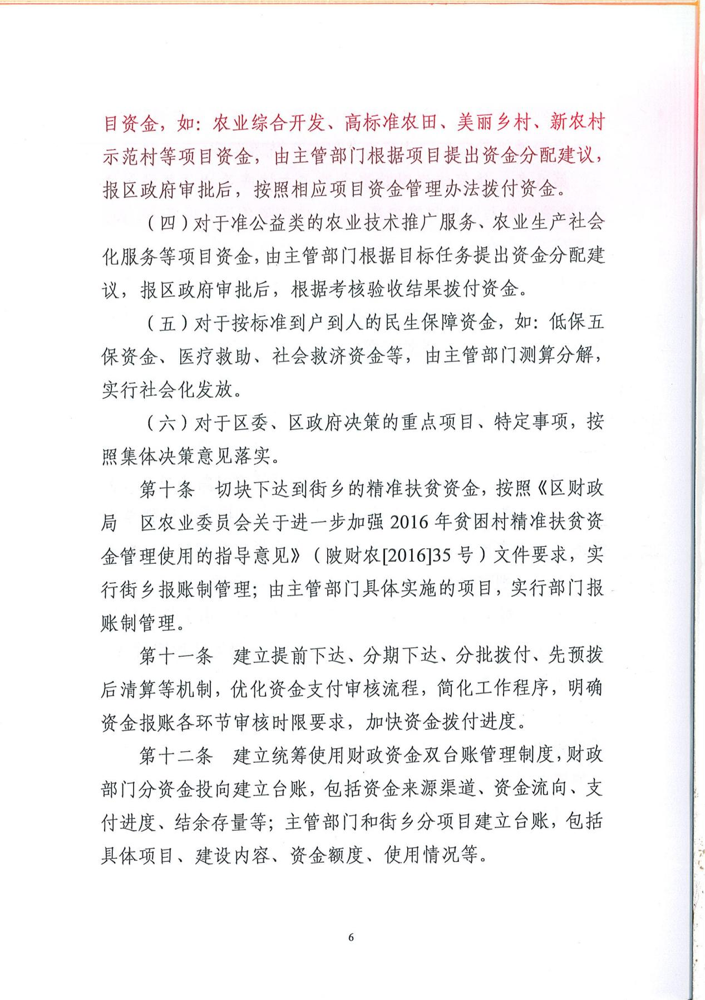 目资金，如：农业综合开发、高标准农田、美丽乡村、新农村
示范村等项目资金，由主管部门根据项目提出资金分配建议，
报区政府审批后，按照相应项目资金管理办法拨付资金。
（四）对于准公益类的农业技术推广服务、农业生产社会
化服务等项目资金，由主管部门根据目标任务提出资金分配建
议，报区政府审批后，根据考核验收结果拨付资金。
（五）对于按标准到户到人的民生保障资金，如：低保五
保资金、医疗救助、社会救济资金等，由主管部门测算分解，
实行社会化发放。
（六）对于区委、区政府决策的重点项目、特定事项，按
照集体决策意见落实。
第十条　切块下达到街乡的精准扶贫资金，按照《区财政
局　区农业委员会关于进一步加强 2016 年贫困村精准扶贫资
金管理使用的指导意见》（陂财农[2016]35 号）文件要求，实
行街乡报账制管理；由主管部门具体实施的项目，实行部门报
账制管理。
第十一条　建立提前下达、分期下达、分批拨付、先预拨
后清算等机制，优化资金支付审核流程，简化工作程序，明确
资金报账各环节审核时限要求，加快资金拨付进度。
第十二条　建立统筹使用财政资金双台账管理制度，财政
部门分资金投向建立台账，包括资金来源渠道、资金流向、支
付进度、结余存量等；主管部门和街乡分项目建立台账，包括
具体项目、建设内容、资金额度、使用情况等。
6